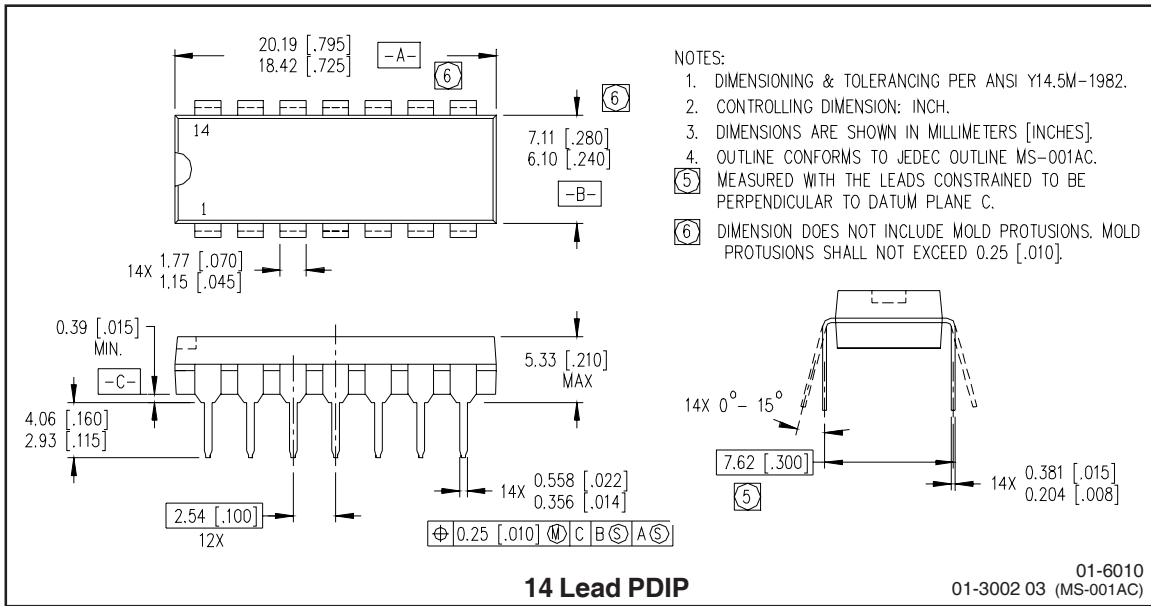 20.19 [.795]
18.42 [.725]
-A-
6
14
1
6
7.11 [.280]
6.10 [.240]
-B-
14X 1.77 [.070]
1.15 [.045]
NOTES:
1. DIMENSIONING & TOLERANCING PER ANSI Y14.5M-1982.
2. CONTROLLING DIMENSION: INCH.
3. DIMENSIONS ARE SHOWN IN MILLIMETERS [INCHES].
4. OUTLINE CONFORMS TO JEDEC OUTLINE MS-001AC.
5 MEASURED WITH THE LEADS CONSTRAINED TO BE
PERPENDICULAR TO DATUM PLANE C.
6 DIMENSION DOES NOT INCLUDE MOLD PROTUSIONS. MOLD
PROTUSIONS SHALL NOT EXCEED 0.25 [.010].
0.39 [.015]
MIN.
-C-
4.06 [.160]
2.93 [.115]
5.33 [.210]
MAX
2.54 [.100]
12X
14X 0.558 [.022]
0.356 [.014]
⌖ 0.25 [.010] Ⓜ C B Ⓢ A Ⓢ
14X 0°- 15°
7.62 [.300]
5
14X 0.381 [.015]
0.204 [.008]
14 Lead PDIP
01-6010
01-3002 03 (MS-001AC)